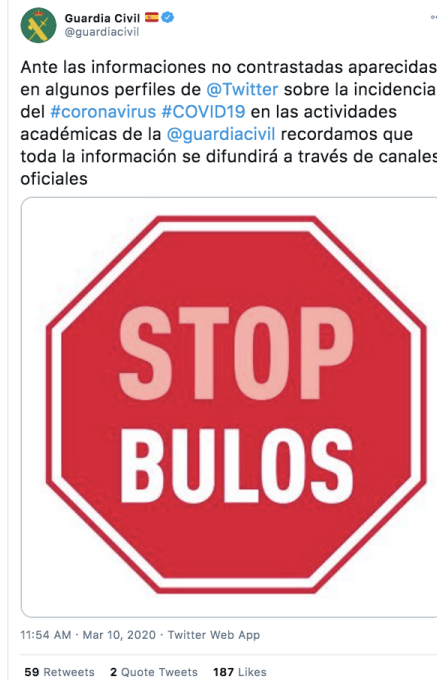 Guardia Civil
@guardiacivil
Ante las informaciones no contrastadas aparecidas
en algunos perfiles de @Twitter sobre la incidencia
del #coronavirus #COVID19 en las actividades
académicas de la @guardiacivil recordamos que
toda la información se difundirá a través de canales
oficiales
STOP
BULOS
11:54 AM · Mar 10, 2020 · Twitter Web App
59 Retweets 2 Quote Tweets 187 Likes